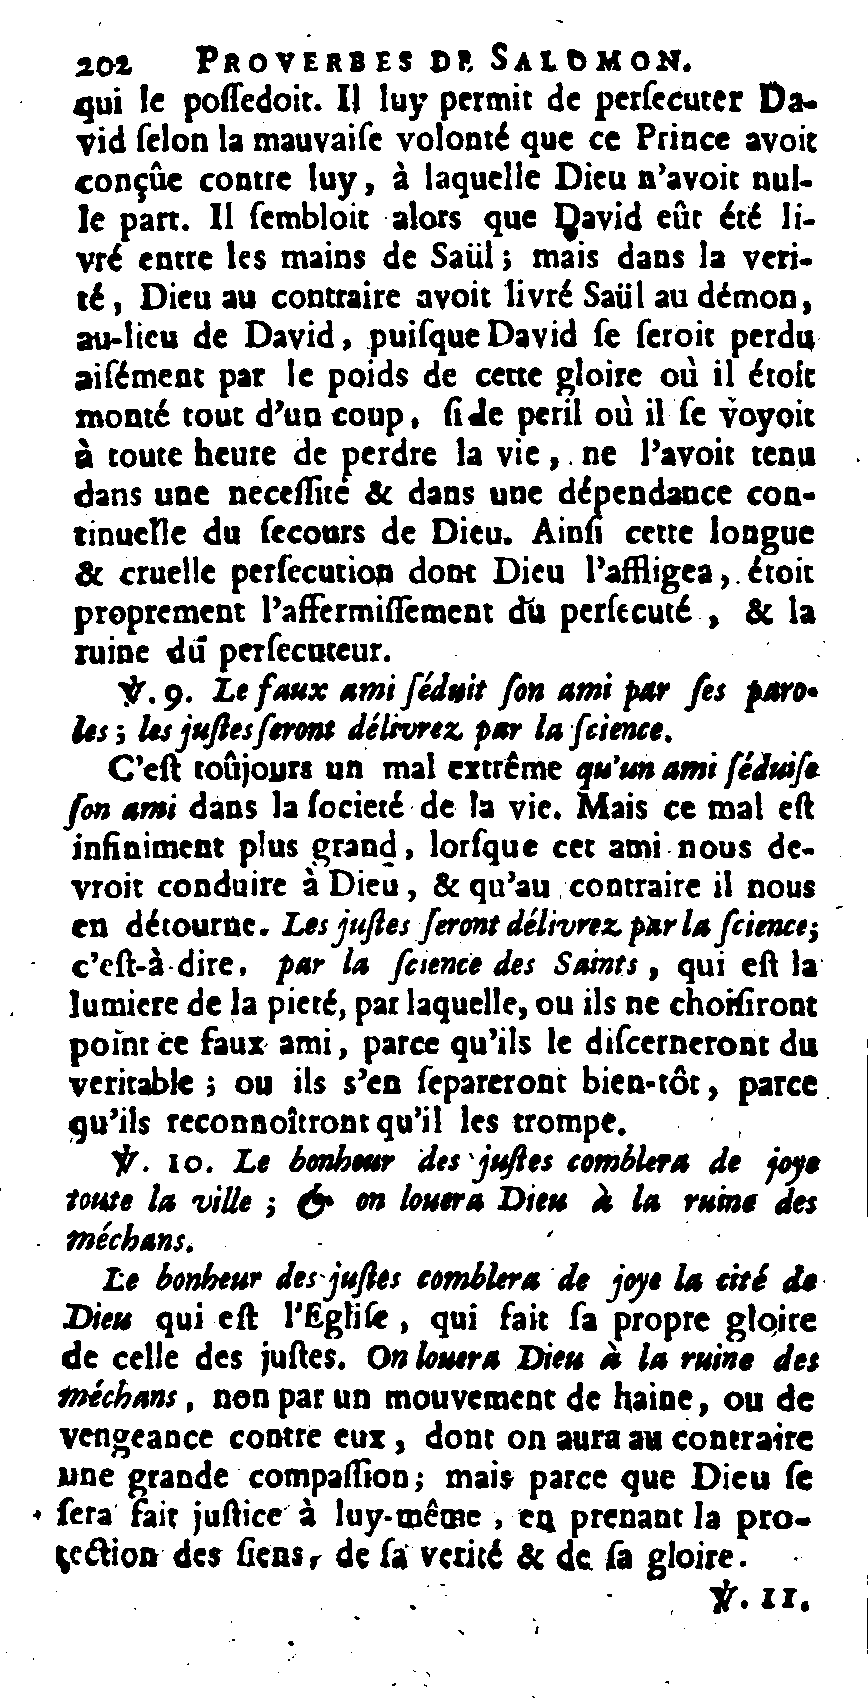 202 PROVERBES DE SALOMON.
qui le poſſedoit. Il luy permit de perſecuter Da-
vid ſelon la mauvaiſe volonté que ce Prince avoit
conçûe contre luy, à laquelle Dieu n'avoit nul-
le part. Il ſembloit alors que David eût été li-
vré entre les mains de Saül; mais dans la veri-
té, Dieu au contraire avoit livré Saül au démon,
au-lieu de David, puiſque David ſe ſeroit perdu
aiſément par le poids de cette gloire où il étoit
monté tout d'un coup, ſi le peril où il ſe voyoit
à toute heure de perdre la vie, ne l'avoit tenu
dans une neceſſité & dans une dépendance con-
tinuelle du ſecours de Dieu. Ainſi cette longue
& cruelle perſecution dont Dieu l'affligea, étoit
proprement l'affermiſſement du perſecuté, & la
ruine du perſecuteur.
℣. 9. Le faux ami ſéduit ſon ami par ſes paro-
les; les juſtes ſeront délivrez par la ſcience.
C'eſt toûjours un mal extrême qu'un ami ſéduiſe
ſon ami dans la ſocieté de la vie. Mais ce mal eſt
infiniment plus grand, lorſque cet ami nous de-
vroit conduire à Dieu, & qu'au contraire il nous
en détourne. Les juſtes ſeront délivrez par la ſcience;
c'eſt-à-dire, par la ſcience des Saints, qui eſt la
lumiere de la pieté, par laquelle, ou ils ne choiſiront
point ce faux ami, parce qu'ils le diſcerneront du
veritable; ou ils s'en ſepareront bien-tôt, parce
qu'ils reconnoîtront qu'il les trompe.
℣. 10. Le bonheur des juſtes comblera de joye
toute la ville; & on louera Dieu à la ruine des
méchans.
Le bonheur des juſtes comblera de joye la cité de
Dieu qui eſt l'Egliſe, qui fait ſa propre gloire
de celle des juſtes. On louera Dieu à la ruine des
méchans, non par un mouvement de haine, ou de
vengeance contre eux, dont on aura au contraire
une grande compaſſion; mais parce que Dieu ſe
ſera fait juſtice à luy-même, en prenant la pro-
tection des ſiens, de ſa verité & de ſa gloire.
℣. 11.